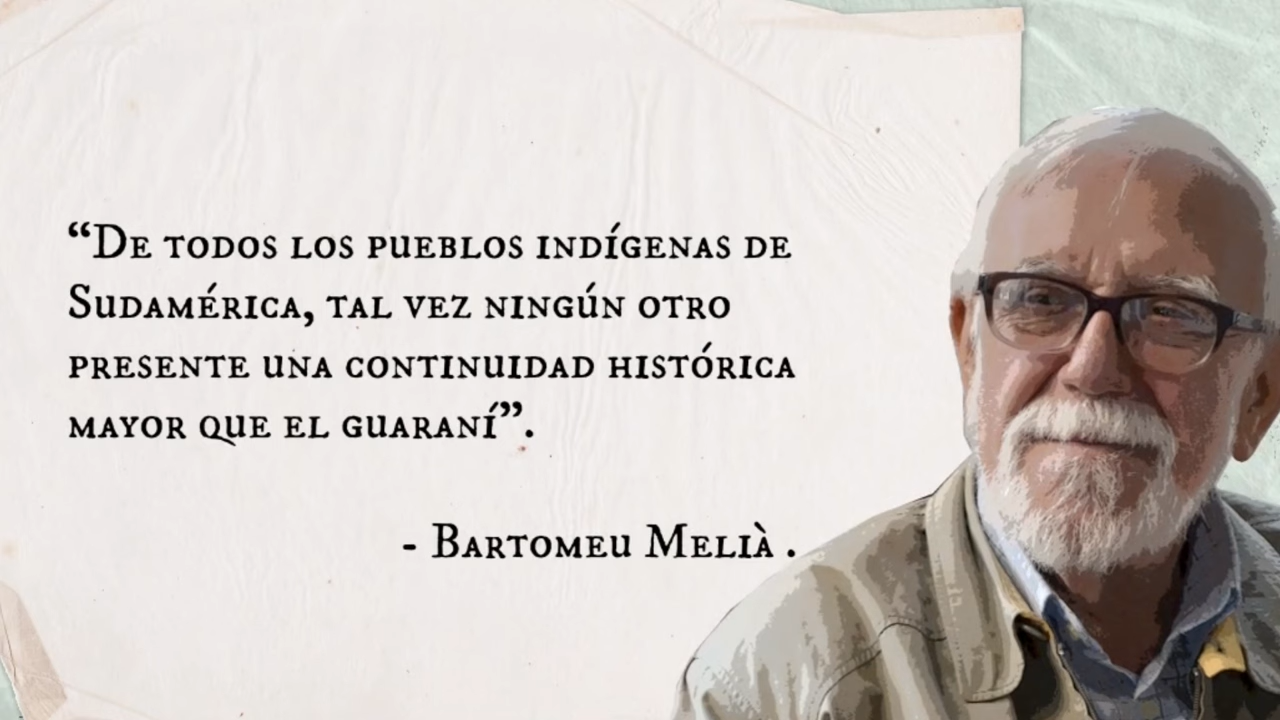 “De todos los pueblos indígenas de
Sudamérica, tal vez ningún otro
presente una continuidad histórica
mayor que el guaraní”.
- Bartomeu Melià .